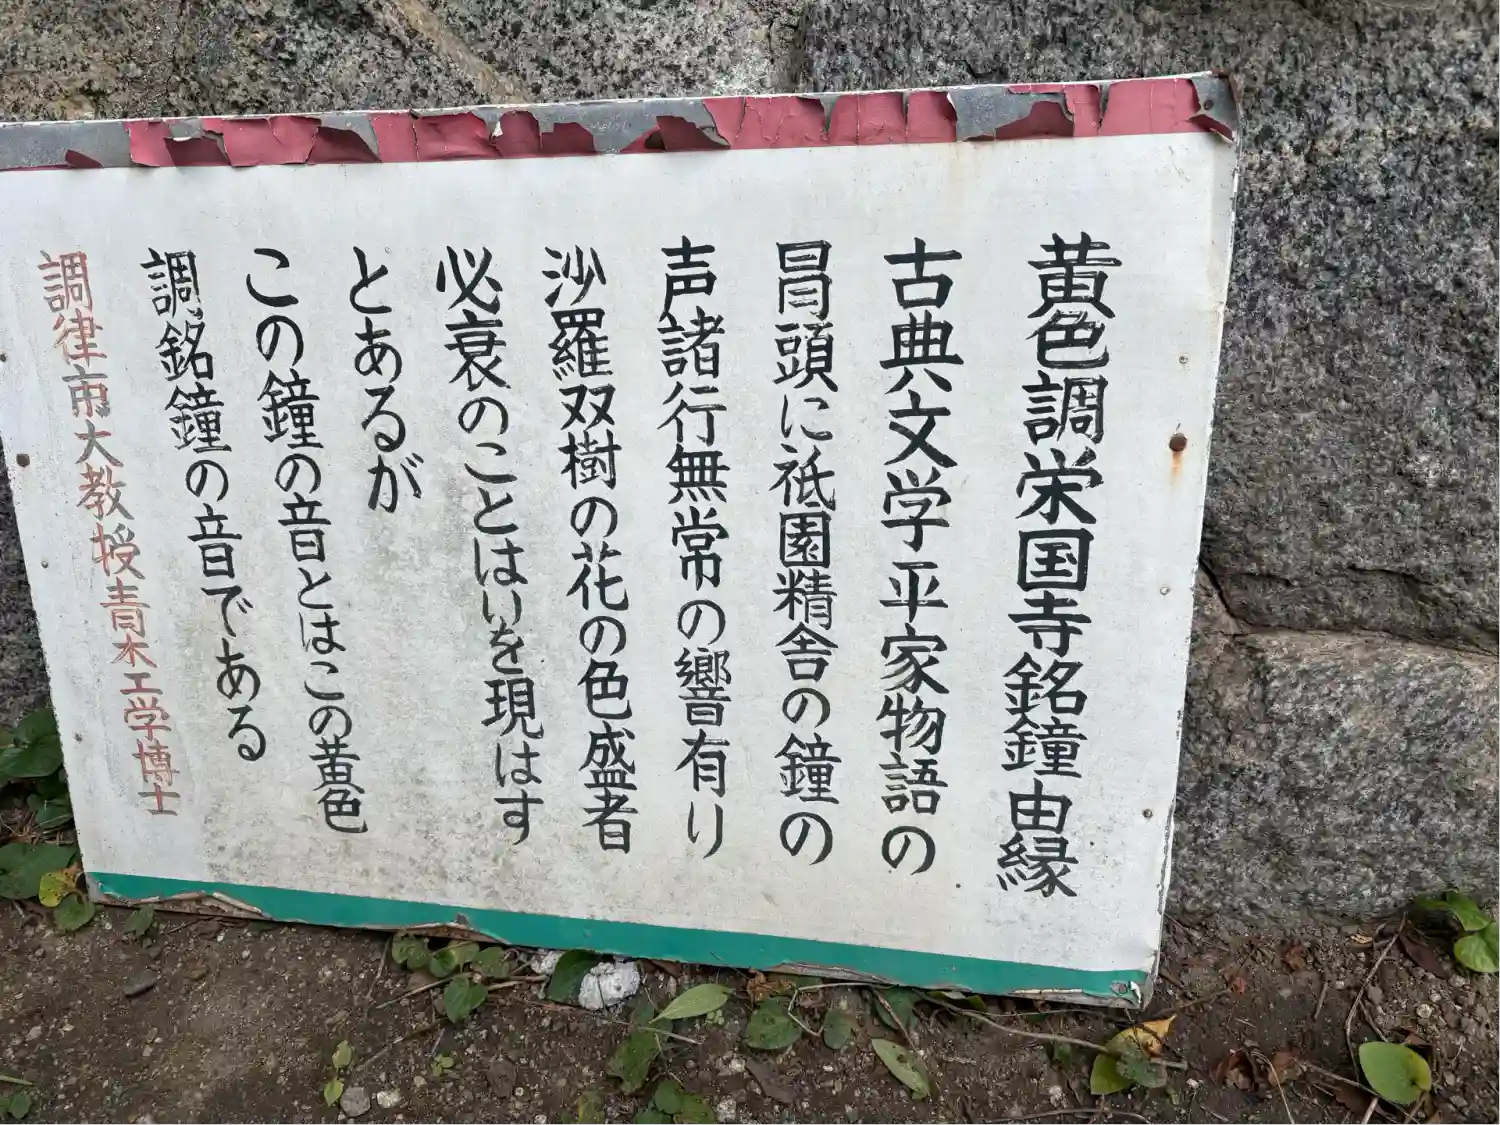 黄色調栄国寺銘鐘由縁
古典文学平家物語の
冒頭に祇園精舎の鐘の
声諸行無常の響有り
沙羅双樹の花の色盛者
必衰のことはりを現はす
とあるが
この鐘の音とはこの黄色
調銘鐘の音である
調律市大教授青木工学博士